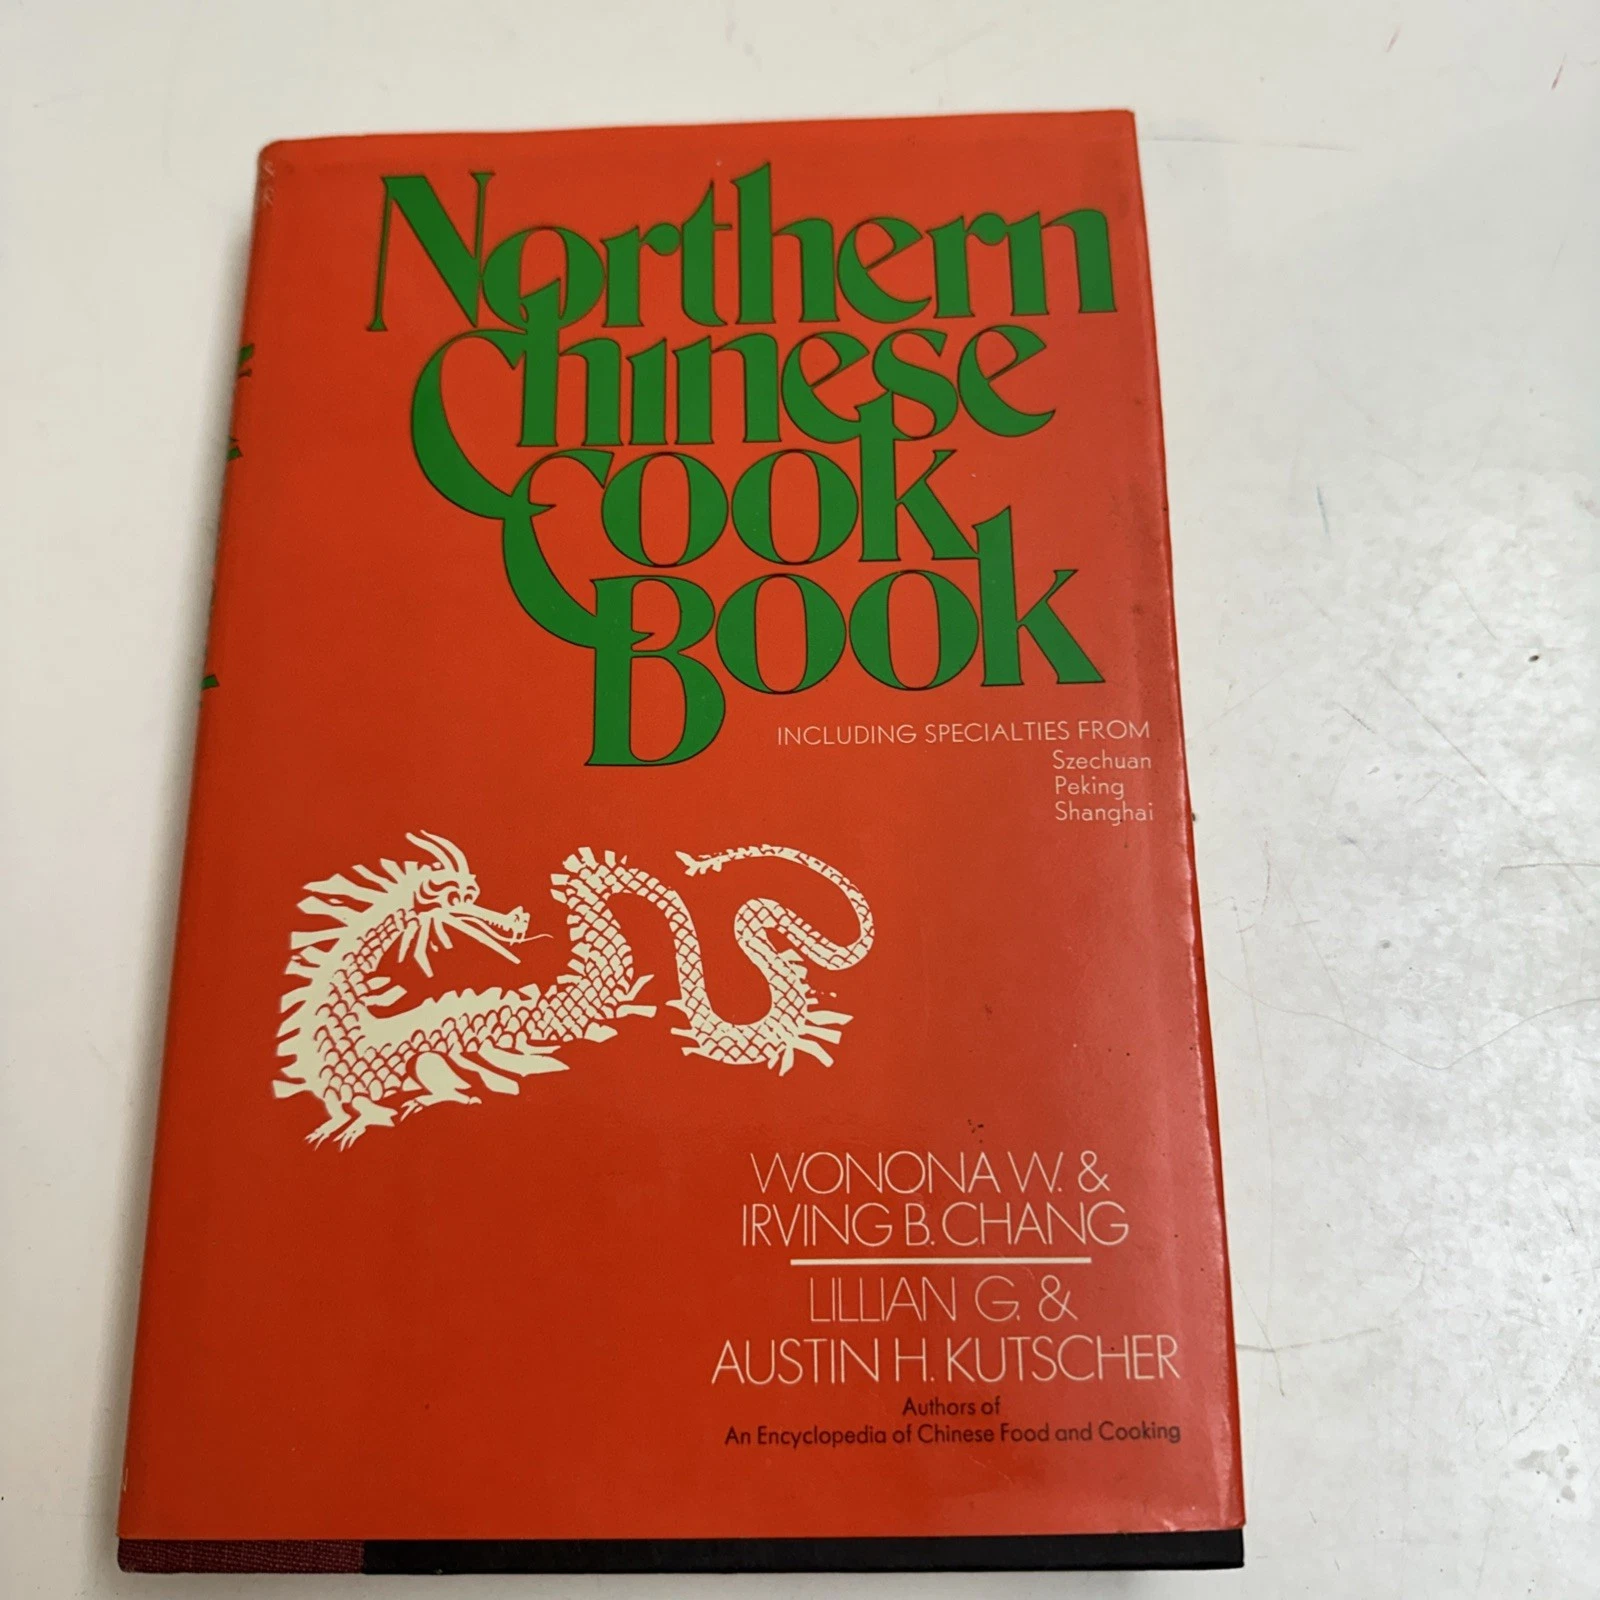 Northern
Chinese
Cook
Book
INCLUDING SPECIALTIES FROM
Szechuan
Peking
Shanghai
WONONA W. &
IRVING B. CHANG
LILLIAN G. &
AUSTIN H. KUTSCHER
Authors of
An Encyclopedia of Chinese Food and Cooking